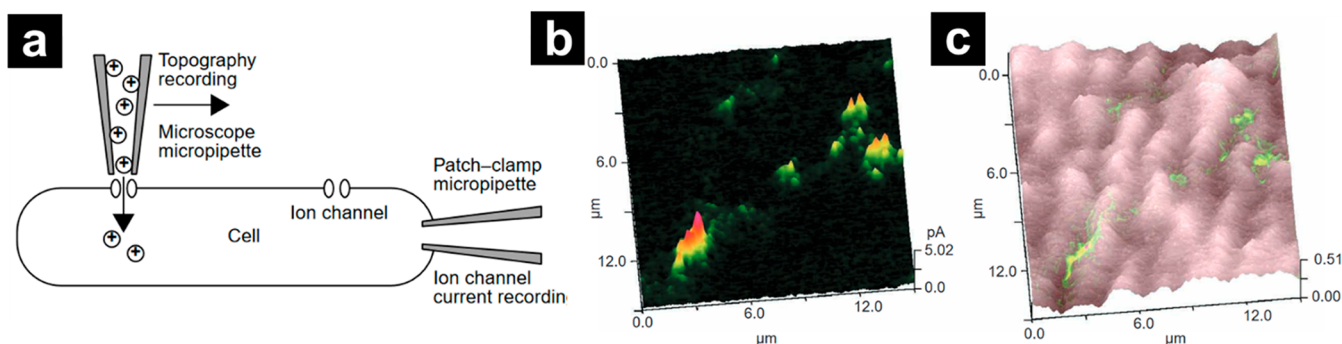 a
Topography
recording
Microscope
micropipette
Patch–clamp
micropipette
Ion channel
Cell
Ion channel
current recording
b
0.0
6.0
µm
12.0
pA
5.02
0.0
0.0
6.0
12.0
µm
c
0.0
6.0
µm
12.0
0.51
0.00
0.0
6.0
12.0
µm